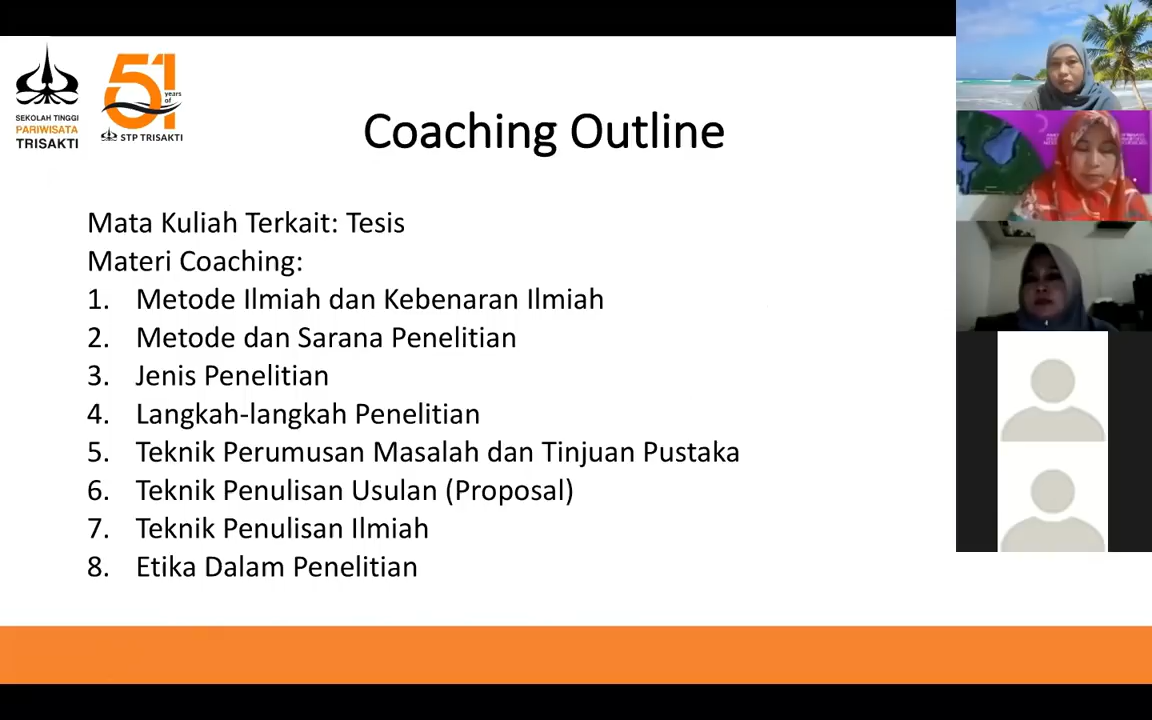 SEKOLAH TINGGI
PARIWISATA
TRISAKTI
51
years
of
STP TRISAKTI
Coaching Outline
Mata Kuliah Terkait: Tesis
Materi Coaching:
1. Metode Ilmiah dan Kebenaran Ilmiah
2. Metode dan Sarana Penelitian
3. Jenis Penelitian
4. Langkah-langkah Penelitian
5. Teknik Perumusan Masalah dan Tinjuan Pustaka
6. Teknik Penulisan Usulan (Proposal)
7. Teknik Penulisan Ilmiah
8. Etika Dalam Penelitian